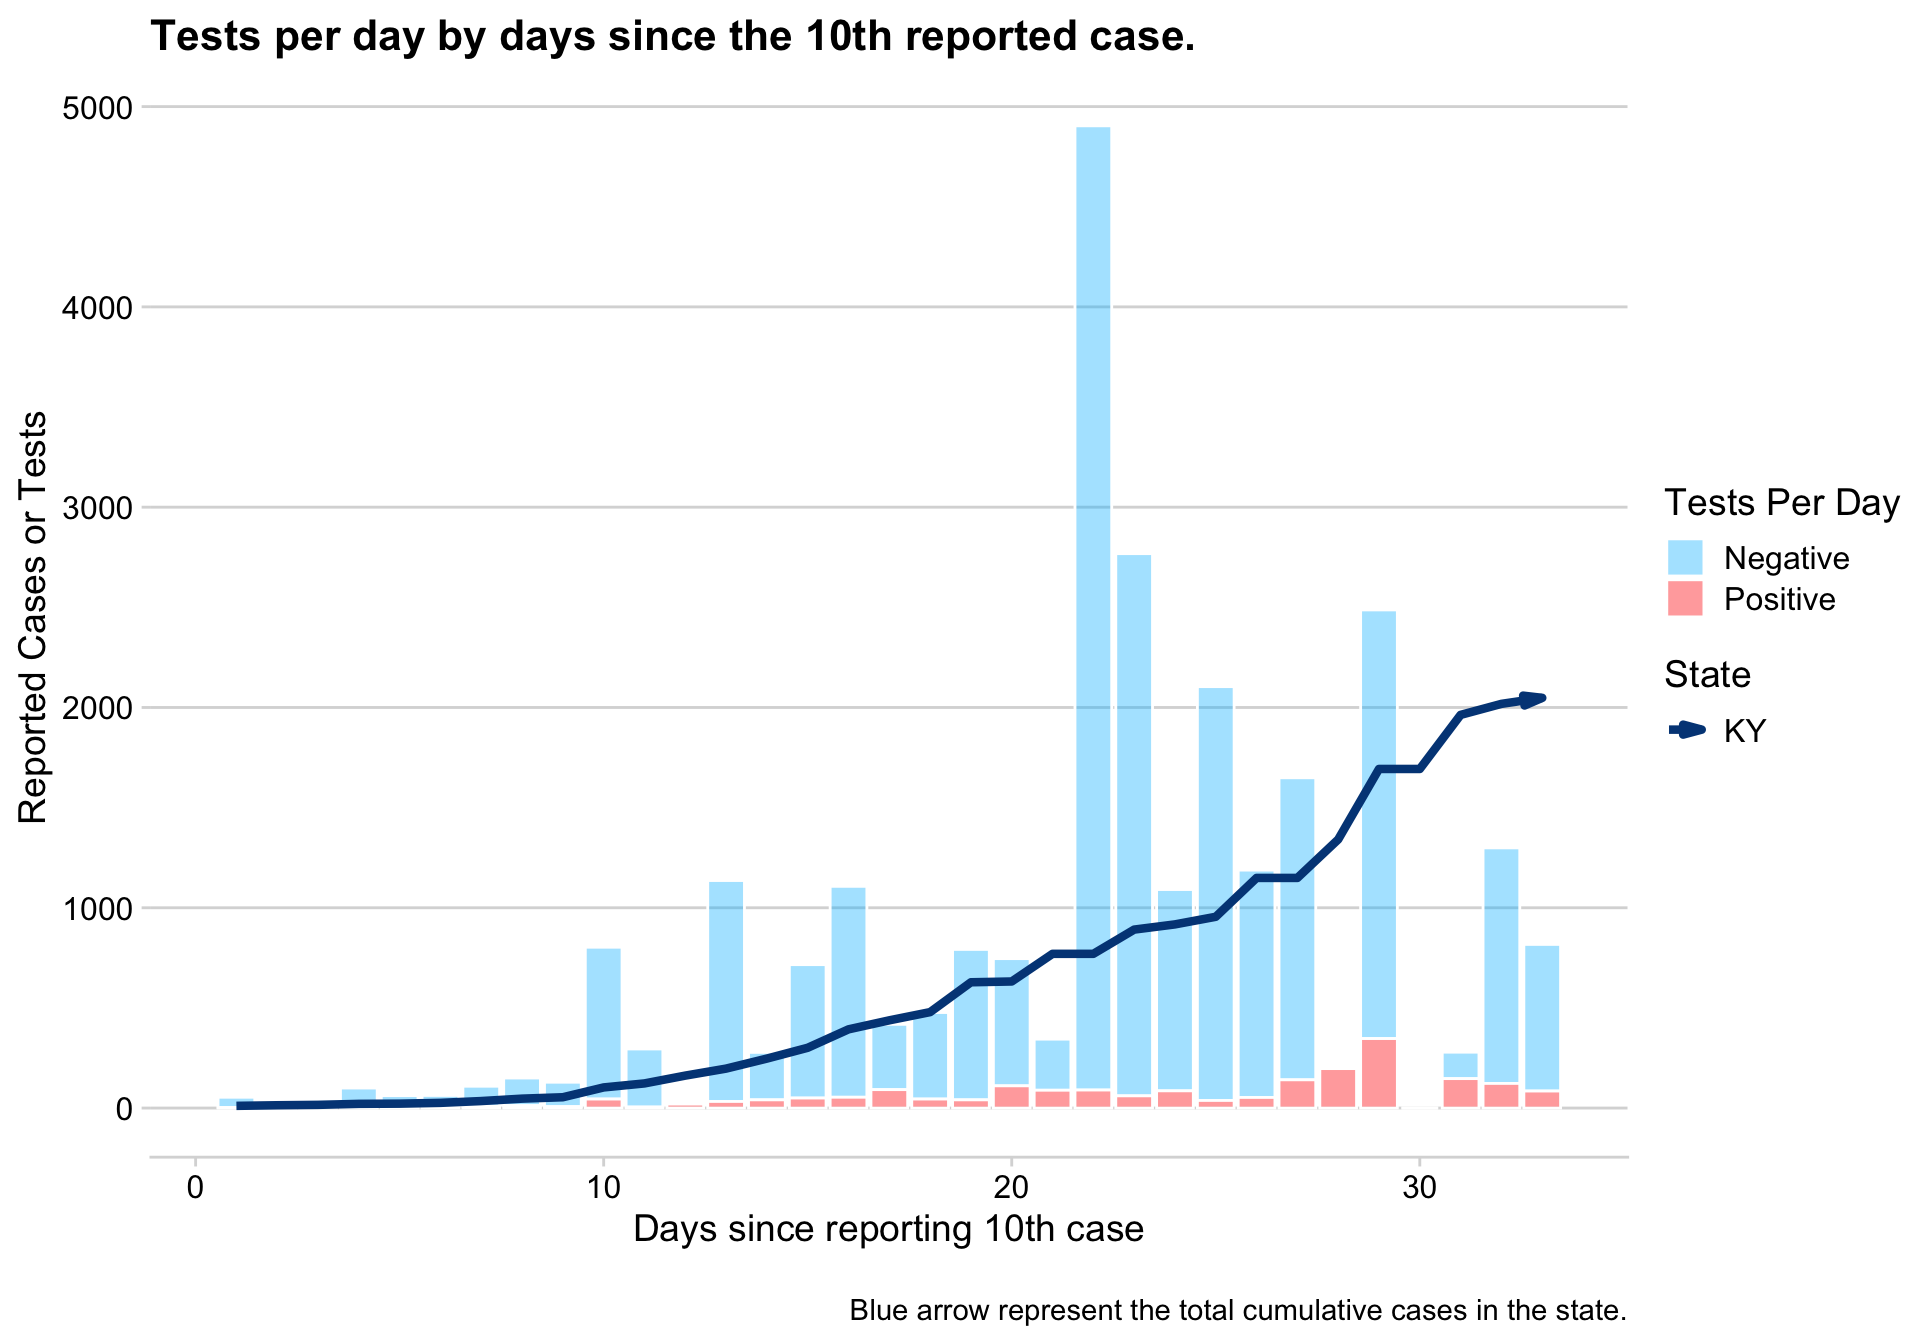 Tests per day by days since the 10th reported case.
5000
4000
3000
2000
1000
0
Reported Cases or Tests
0 10 20 30
Days since reporting 10th case
Tests Per Day
Negative
Positive
State
KY
Blue arrow represent the total cumulative cases in the state.